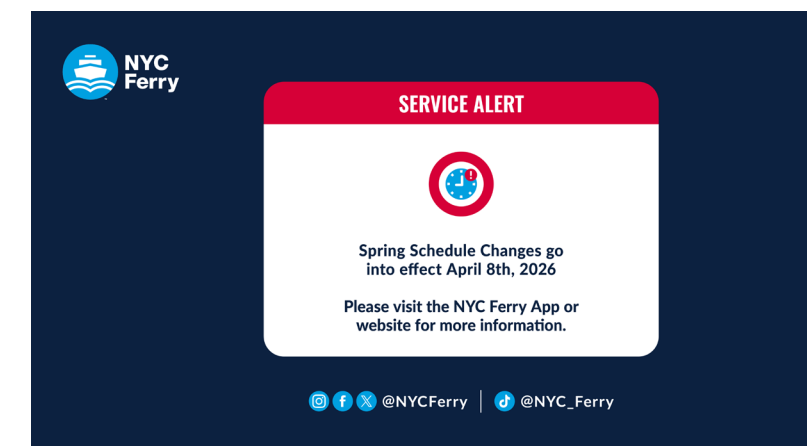 NYC
Ferry
SERVICE ALERT
Spring Schedule Changes go
into effect April 8th, 2026
Please visit the NYC Ferry App or
website for more information.
@NYCFerry | @NYC_Ferry